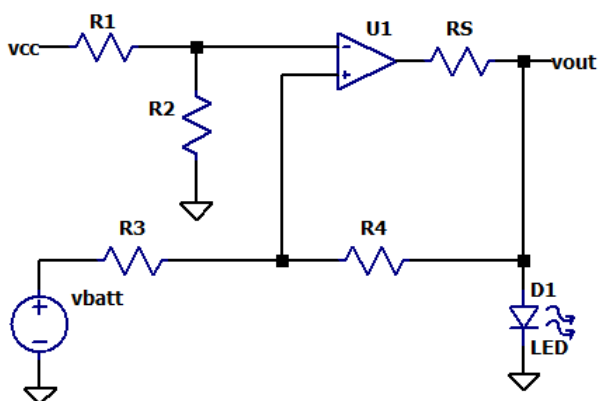 R1
U1
RS
vcc
vout
-
+
R2
R3
R4
vbatt
+
-
D1
LED